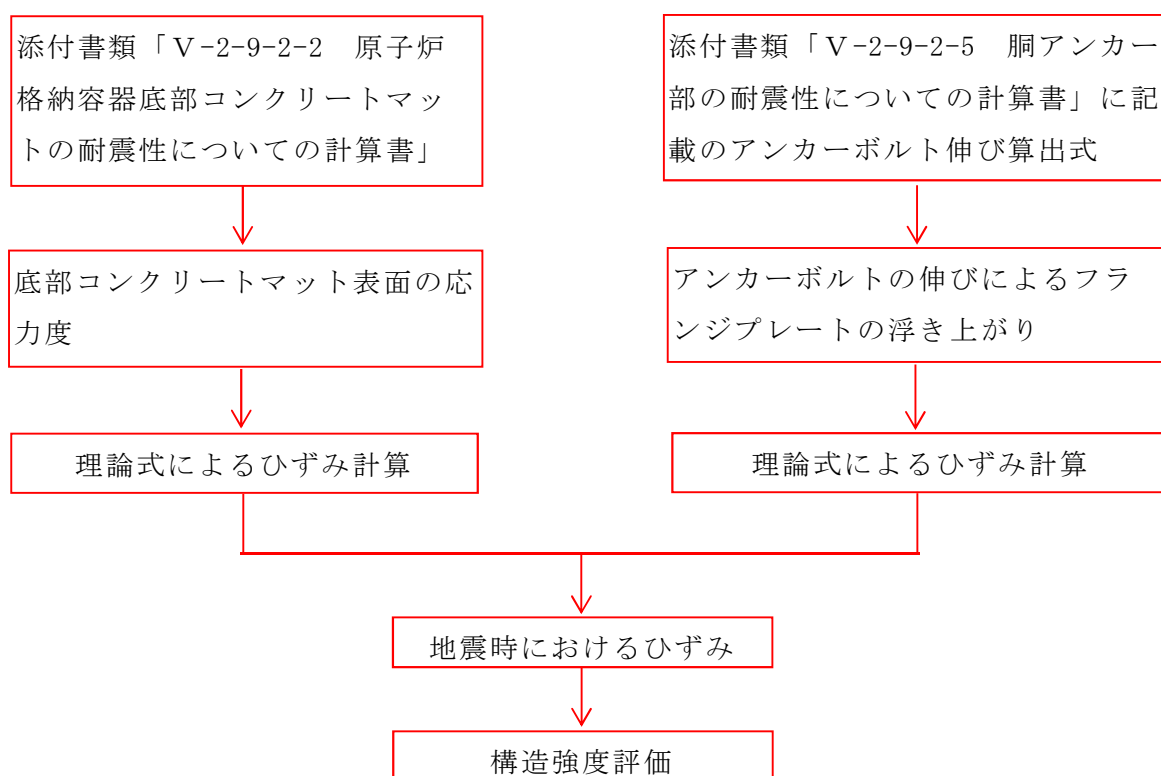 添付書類「Ⅴ-2-9-2-2　原子炉
格納容器底部コンクリートマッ
トの耐震性についての計算書」
添付書類「Ⅴ-2-9-2-5　胴アンカー
部の耐震性についての計算書」に記
載のアンカーボルト伸び算出式
底部コンクリートマット表面の応
力度
アンカーボルトの伸びによるフラ
ンジプレートの浮き上がり
理論式によるひずみ計算
理論式によるひずみ計算
地震時におけるひずみ
構造強度評価